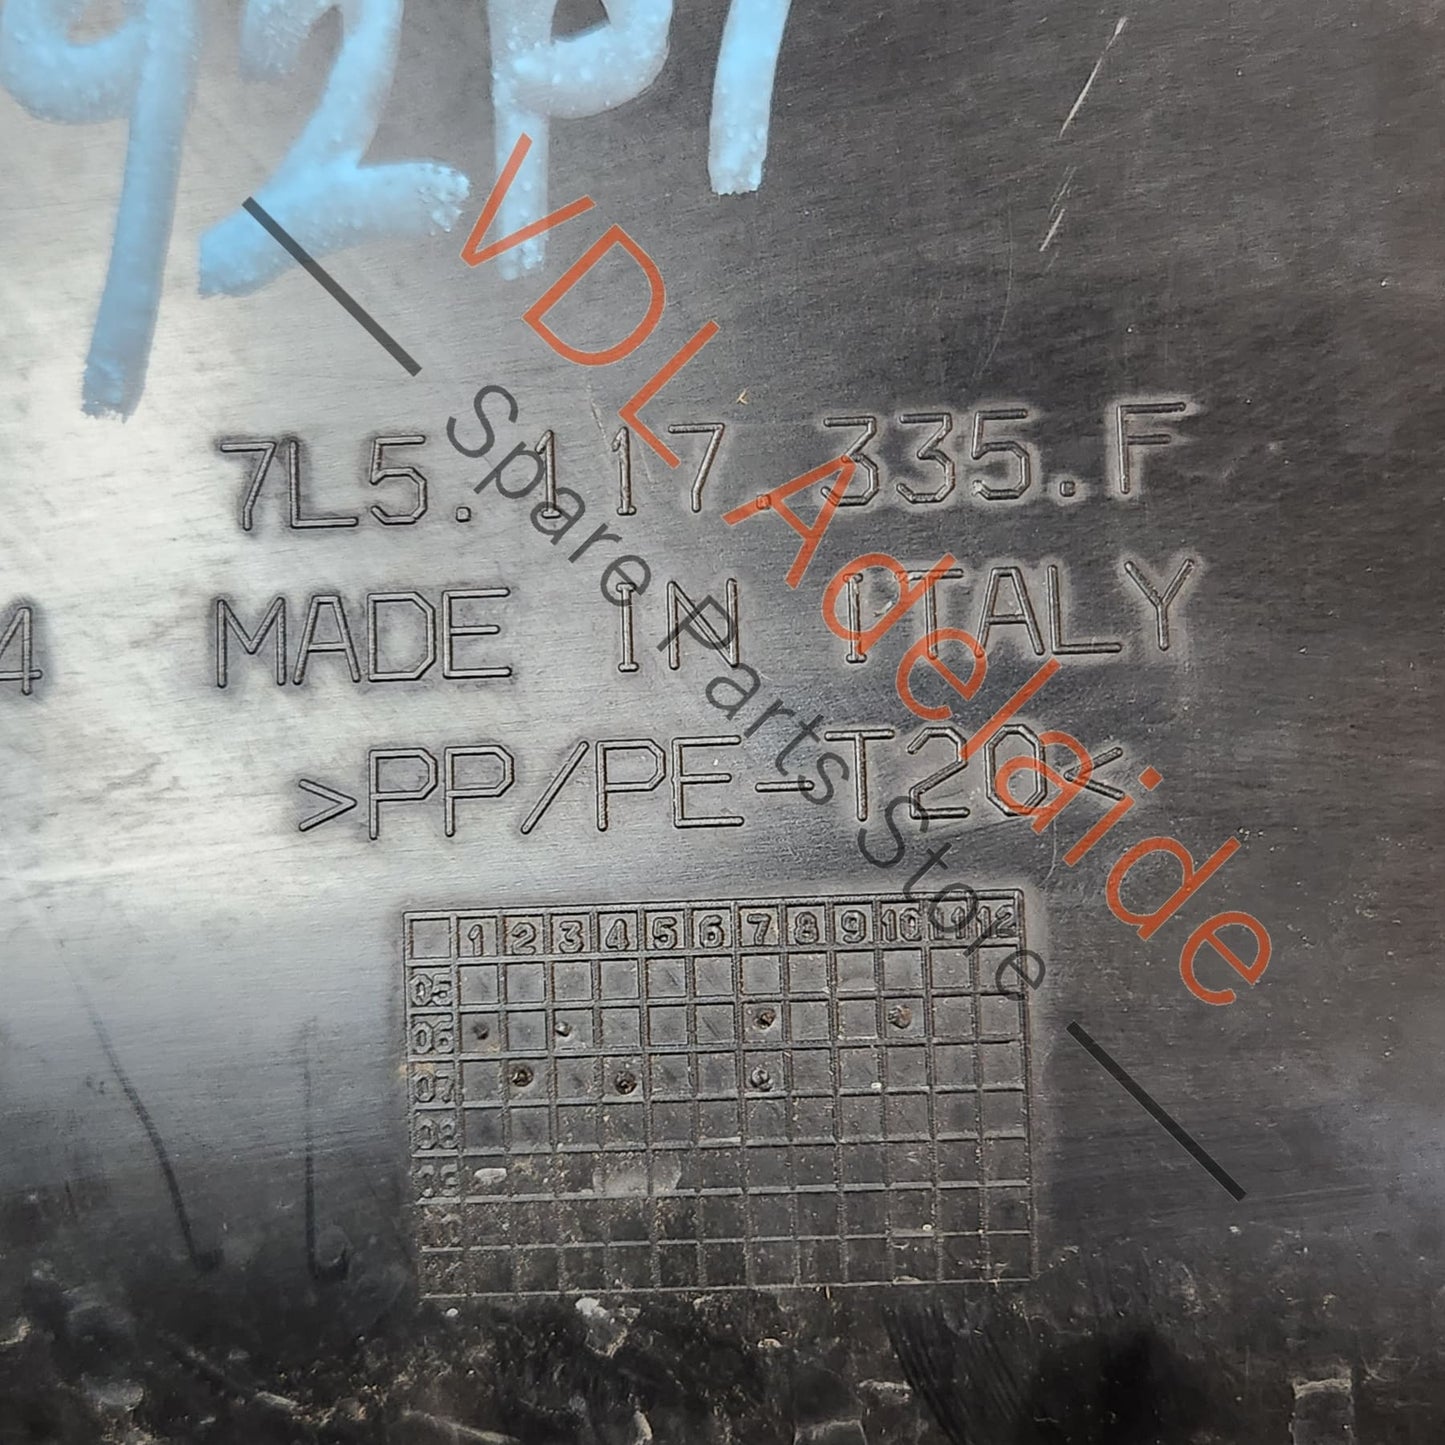 92p1
7L5.117.335.F
4 MADE IN ITALY
>PP/PE-T20<
1 2 3 4 5 6 7 8 9 10 11 12
05
06
07
08
VDL Adelaide
Spare Parts Store